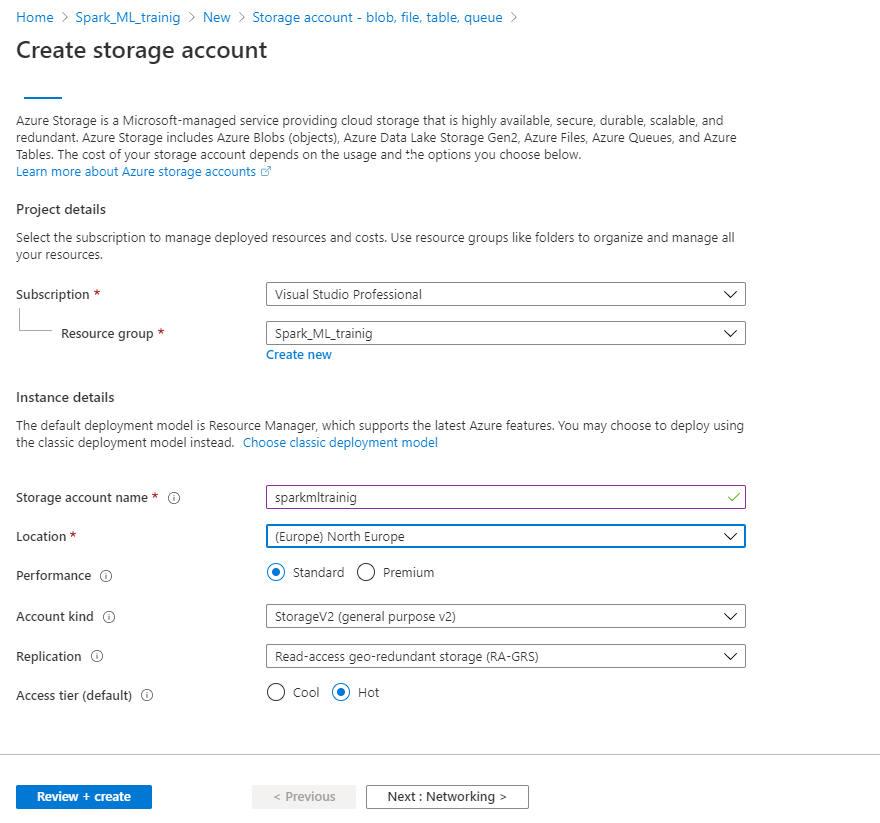 Home > Spark_ML_trainig > New > Storage account - blob, file, table, queue >
Create storage account
Azure Storage is a Microsoft-managed service providing cloud storage that is highly available, secure, durable, scalable, and
redundant. Azure Storage includes Azure Blobs (objects), Azure Data Lake Storage Gen2, Azure Files, Azure Queues, and Azure
Tables. The cost of your storage account depends on the usage and the options you choose below.
Learn more about Azure storage accounts
Project details
Select the subscription to manage deployed resources and costs. Use resource groups like folders to organize and manage all
your resources.
Subscription * Visual Studio Professional
Resource group * Spark_ML_trainig
Create new
Instance details
The default deployment model is Resource Manager, which supports the latest Azure features. You may choose to deploy using
the classic deployment model instead. Choose classic deployment model
Storage account name * sparkmltrainig
Location * (Europe) North Europe
Performance Standard Premium
Account kind StorageV2 (general purpose v2)
Replication Read-access geo-redundant storage (RA-GRS)
Access tier (default) Cool Hot
Review + create < Previous Next : Networking >